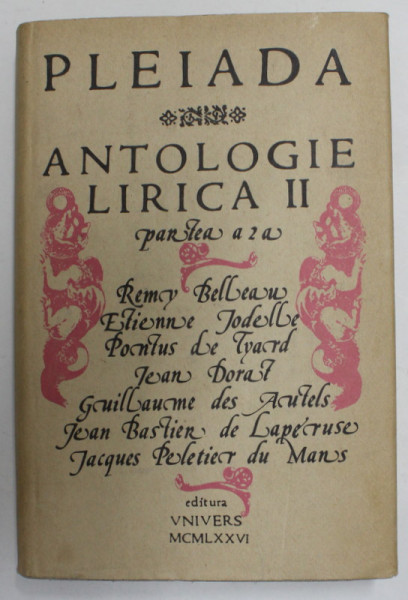 PLEIADA
ANTOLOGIE
LIRICA II
partea a 2 a
Remy Belleau
Etienne Jodelle
Pontus de Tyard
Jean Dorat
Guillaume des Autels
Jean Bastier de Lapéruse
Jacques Peletier du Mans
editura
VNIVERS
MCMLXXVI